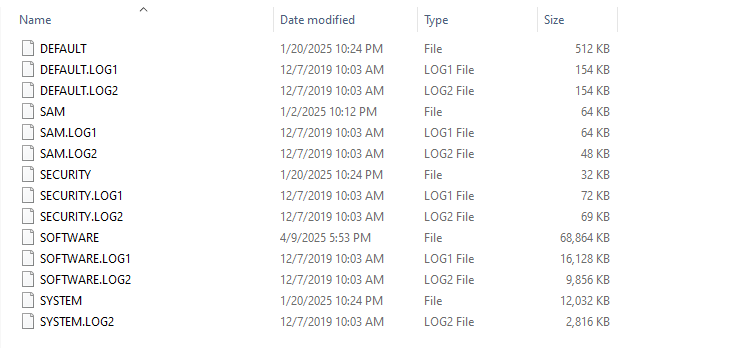 Name Date modified Type Size
DEFAULT 1/20/2025 10:24 PM File 512 KB
DEFAULT.LOG1 12/7/2019 10:03 AM LOG1 File 154 KB
DEFAULT.LOG2 12/7/2019 10:03 AM LOG2 File 154 KB
SAM 1/2/2025 10:12 PM File 64 KB
SAM.LOG1 12/7/2019 10:03 AM LOG1 File 64 KB
SAM.LOG2 12/7/2019 10:03 AM LOG2 File 48 KB
SECURITY 1/20/2025 10:24 PM File 32 KB
SECURITY.LOG1 12/7/2019 10:03 AM LOG1 File 72 KB
SECURITY.LOG2 12/7/2019 10:03 AM LOG2 File 69 KB
SOFTWARE 4/9/2025 5:53 PM File 68,864 KB
SOFTWARE.LOG1 12/7/2019 10:03 AM LOG1 File 16,128 KB
SOFTWARE.LOG2 12/7/2019 10:03 AM LOG2 File 9,856 KB
SYSTEM 1/20/2025 10:24 PM File 12,032 KB
SYSTEM.LOG2 12/7/2019 10:03 AM LOG2 File 2,816 KB